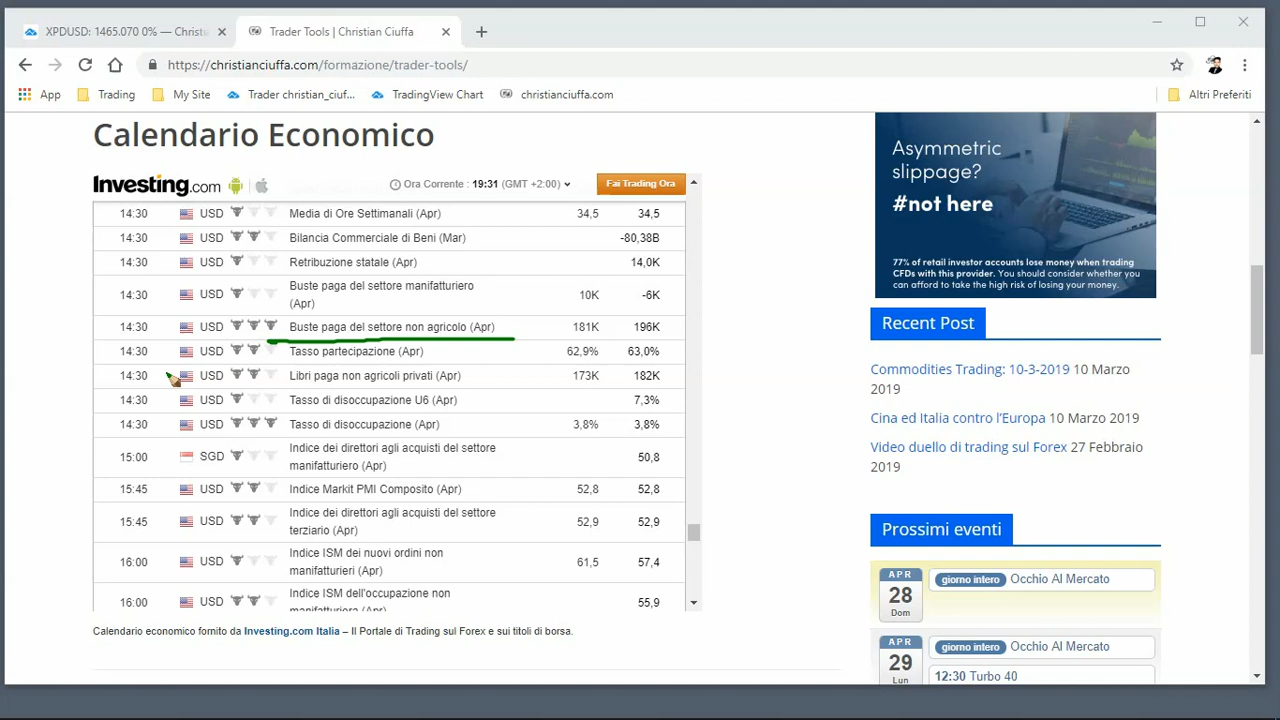 XPDUSD: 1465.070 0% — Christi
Trader Tools | Christian Ciuffa
https://christianciuffa.com/formazione/trader-tools/
App
Trading
My Site
Trader christian_ciuf...
TradingView Chart
christianciuffa.com
Altri Preferiti
Calendario Economico
Investing.com
Ora Corrente : 19:31 (GMT +2:00)
Fai Trading Ora
14:30 USD Media di Ore Settimanali (Apr) 34,5 34,5
14:30 USD Bilancia Commerciale di Beni (Mar) -80,38B
14:30 USD Retribuzione statale (Apr) 14,0K
Buste paga del settore manifatturiero
14:30 USD (Apr) 10K -6K
14:30 USD Buste paga del settore non agricolo (Apr) 181K 196K
14:30 USD Tasso partecipazione (Apr) 62,9% 63,0%
14:30 USD Libri paga non agricoli privati (Apr) 173K 182K
14:30 USD Tasso di disoccupazione U6 (Apr) 7,3%
14:30 USD Tasso di disoccupazione (Apr) 3,8% 3,8%
Indice dei direttori agli acquisti del settore
15:00 SGD manifatturiero (Apr) 50,8
15:45 USD Indice Markit PMI Composito (Apr) 52,8 52,8
Indice dei direttori agli acquisti del settore
15:45 USD terziario (Apr) 52,9 52,9
Indice ISM dei nuovi ordini non
16:00 USD manifatturieri (Apr) 61,5 57,4
Indice ISM dell'occupazione non
16:00 USD manifatturiera (Apr) 55,9
Calendario economico fornito da Investing.com Italia – Il Portale di Trading sul Forex e sui titoli di borsa.
Asymmetric
slippage?
#not here
77% of retail investor accounts lose money when trading
CFDs with this provider. You should consider whether you
can afford to take the high risk of losing your money.
Recent Post
Commodities Trading: 10-3-2019 10 Marzo
2019
Cina ed Italia contro l’Europa 10 Marzo 2019
Video duello di trading sul Forex 27 Febbraio
2019
Prossimi eventi
APR
28
Dom
giorno intero Occhio Al Mercato
APR
29
Lun
giorno intero Occhio Al Mercato
12:30 Turbo 40